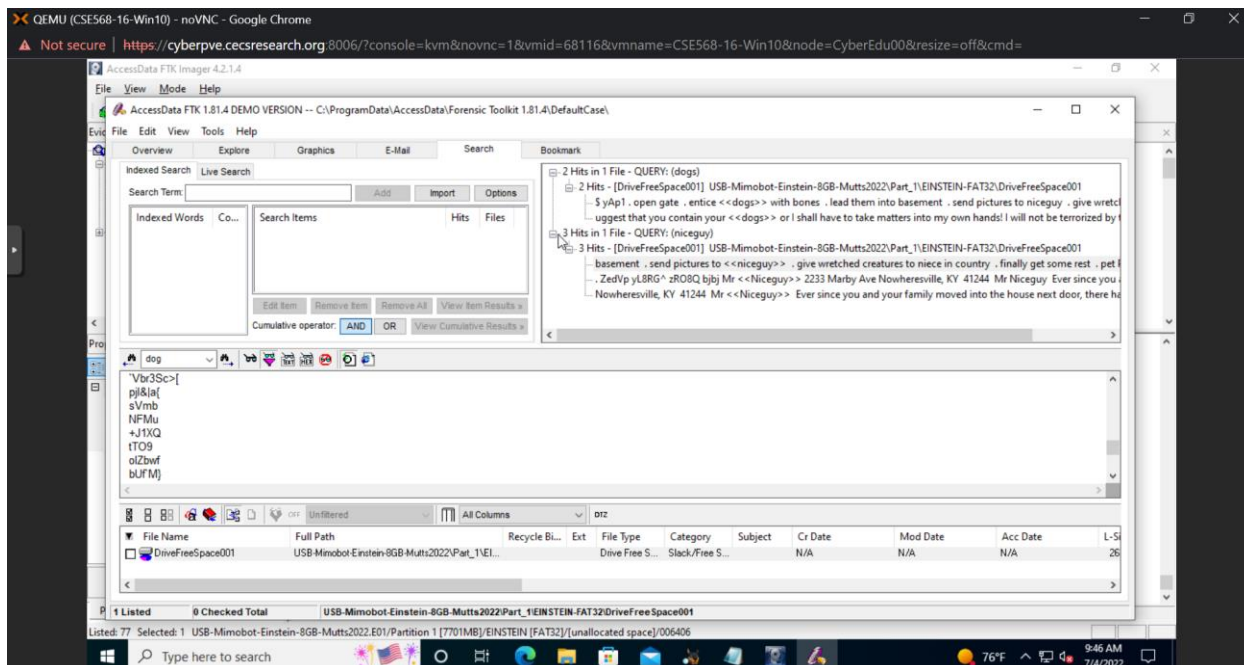 QEMU (CSE568-16-Win10) - noVNC - Google Chrome
Not secure | https://cyberpve.cecsresearch.org:8006/?console=kvm&novnc=1&vmid=68116&vmname=CSE568-16-Win10&node=CyberEdu00&resize=off&cmd=
AccessData FTK Imager 4.2.1.4
File View Mode Help
AccessData FTK 1.81.4 DEMO VERSION -- C:\ProgramData\AccessData\Forensic Toolkit 1.81.4\DefaultCase\
Evic File Edit View Tools Help
Overview Explore Graphics E-Mail Search Bookmark
Indexed Search Live Search
Search Term: Add Import Options
Indexed Words Co... Search Items Hits Files
2 Hits in 1 File - QUERY: (dogs)
2 Hits - [DriveFreeSpace001] USB-Mimobot-Einstein-8GB-Mutts2022\Part_1\EINSTEIN-FAT32\DriveFreeSpace001
$ yAp1 . open gate . entice <<dogs>> with bones . lead them into basement . send pictures to niceguy . give wretcl
uggest that you contain your <<dogs>> or I shall have to take matters into my own hands! I will not be terrorized by t
3 Hits in 1 File - QUERY: (niceguy)
3 Hits - [DriveFreeSpace001] USB-Mimobot-Einstein-8GB-Mutts2022\Part_1\EINSTEIN-FAT32\DriveFreeSpace001
basement . send pictures to <<niceguy>> . give wretched creatures to niece in country . finally get some rest . pet
. ZedVp yL8RG^ zRO8Q bjbj Mr <<Niceguy>> 2233 Marby Ave Nowheresville, KY 41244 Mr Niceguy Ever since you
Nowheresville, KY 41244 Mr <<Niceguy>> Ever since you and your family moved into the house next door, there ha
Edit Item Remove Item Remove All View Item Results »
Cumulative operator: AND OR View Cumulative Results »
Pro
dog
`Vbr3Sc>[
pjl&|a{
sVmb
NFMu
+J1XQ
tTO9
olZbwf
bUf'M}
OFF Unfiltered All Columns DTZ
File Name Full Path Recycle Bi... Ext File Type Category Subject Cr Date Mod Date Acc Date L-Si
DriveFreeSpace001 USB-Mimobot-Einstein-8GB-Mutts2022\Part_1\EI... Drive Free S... Slack/Free S... N/A N/A N/A 26
P 1 Listed 0 Checked Total USB-Mimobot-Einstein-8GB-Mutts2022\Part_1\EINSTEIN-FAT32\DriveFreeSpace001
Listed: 77 Selected: 1 USB-Mimobot-Einstein-8GB-Mutts2022.E01/Partition 1 [7701MB]/EINSTEIN [FAT32]/[unallocated space]/006406
Type here to search 76°F 9:46 AM
7/4/2022